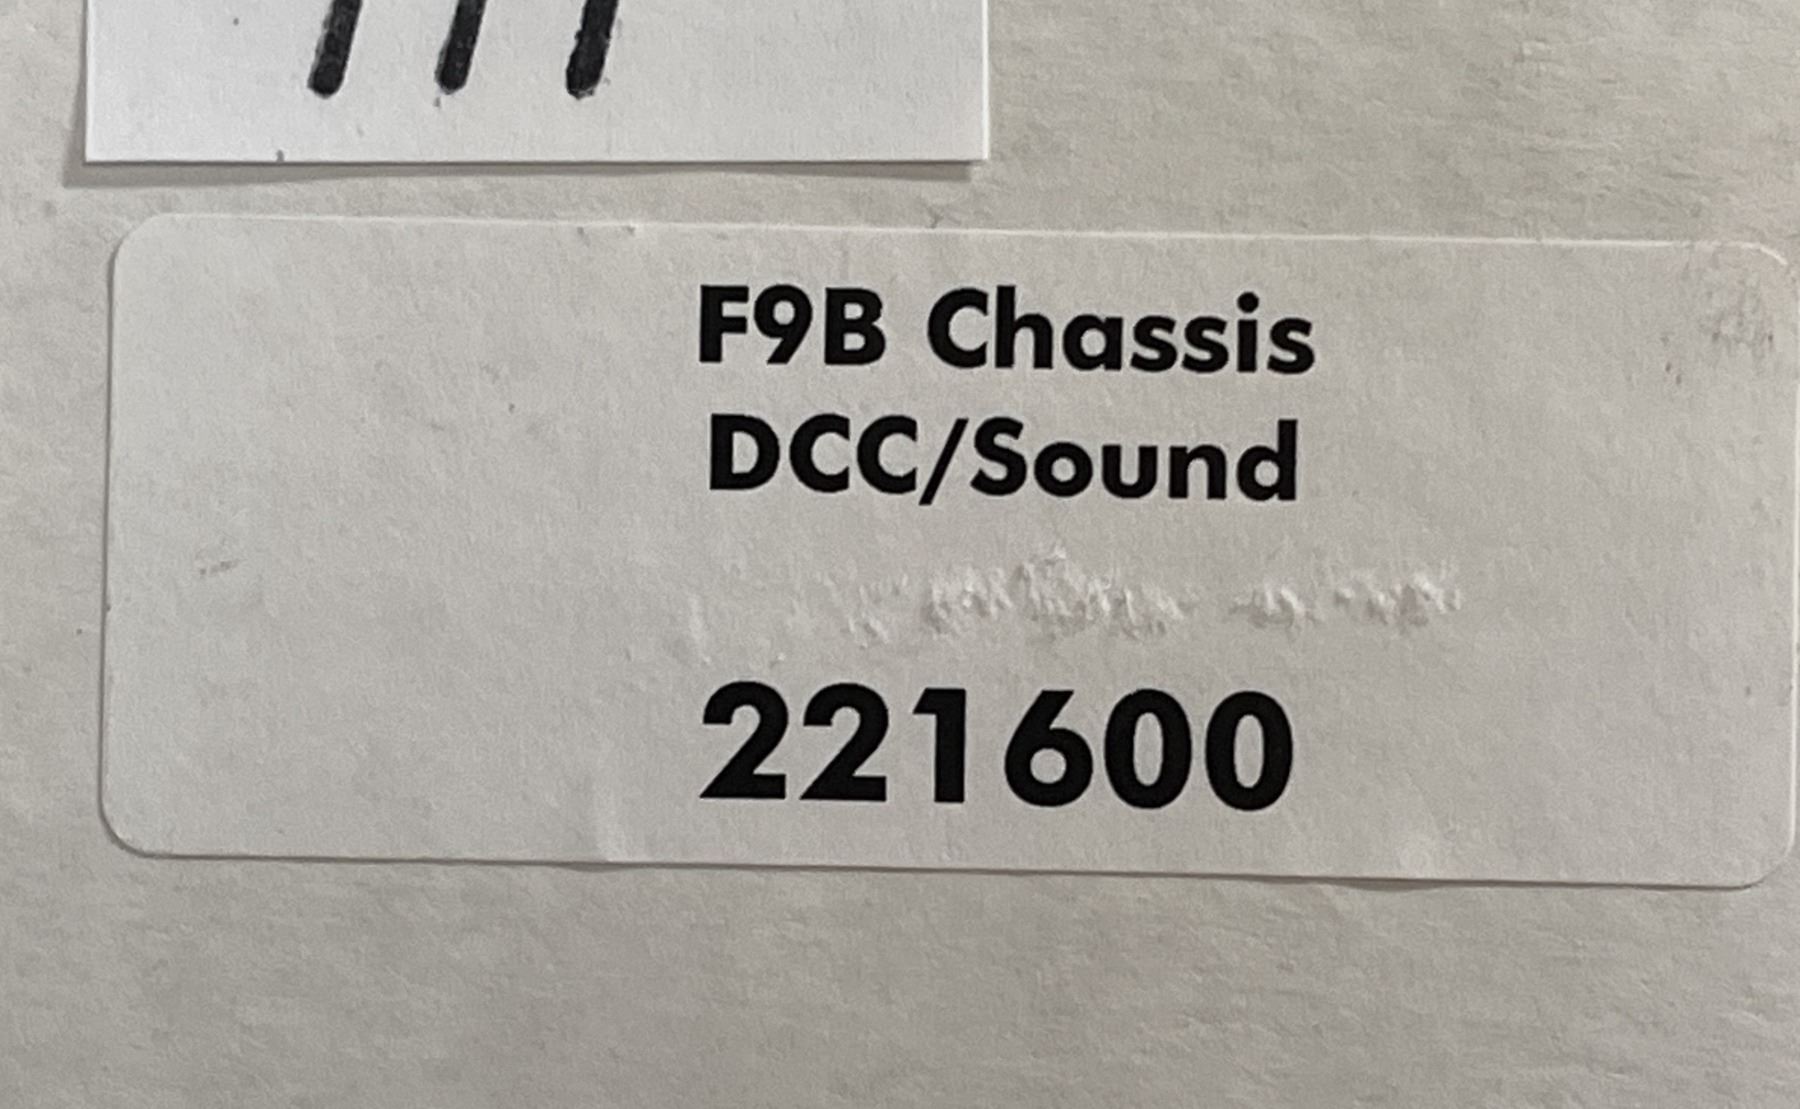 F9B Chassis
DCC/Sound
221600